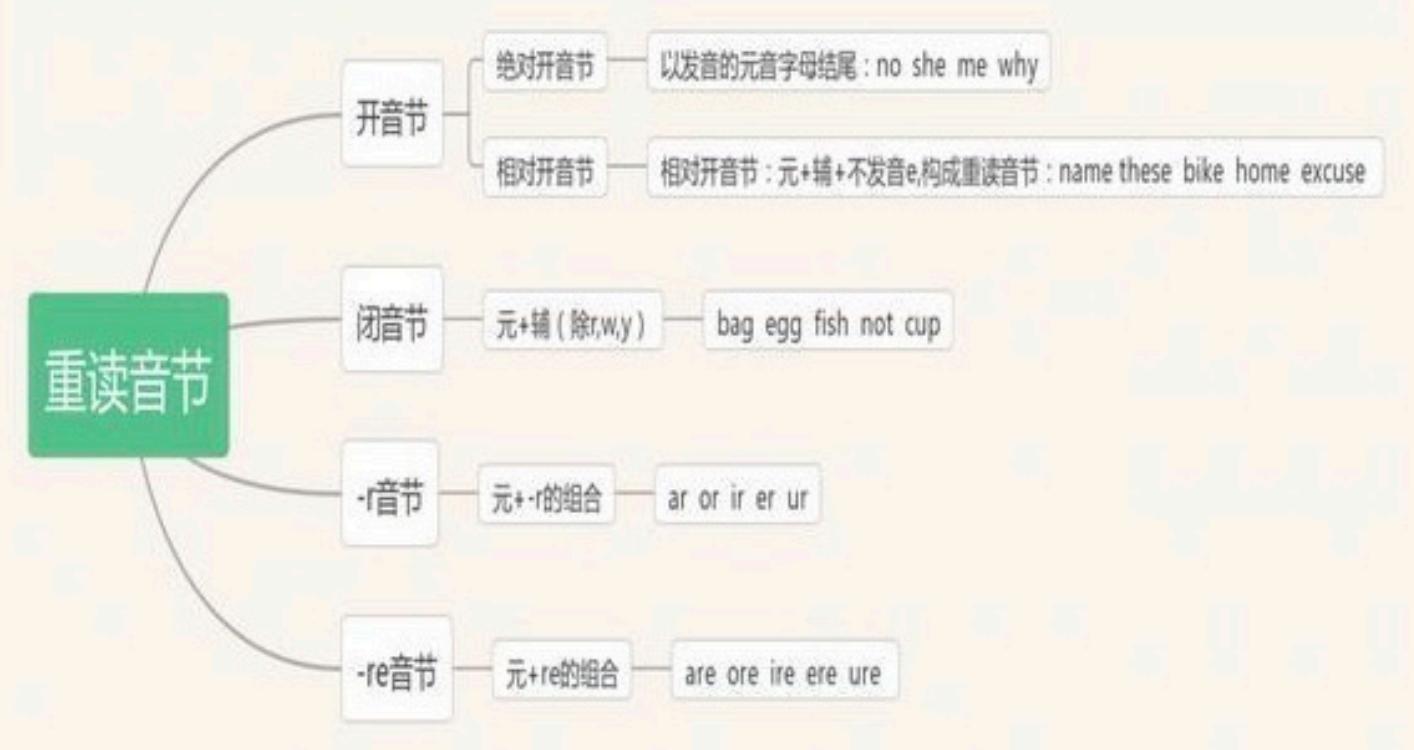 重读音节
开音节
绝对开音节
以发音的元音字母结尾：no she me why
相对开音节
相对开音节：元+辅+不发音e,构成重读音节：name these bike home excuse
闭音节
元+辅（除r,w,y）
bag egg fish not cup
-r音节
元+-r的组合
ar or ir er ur
-re音节
元+re的组合
are ore ire ere ure